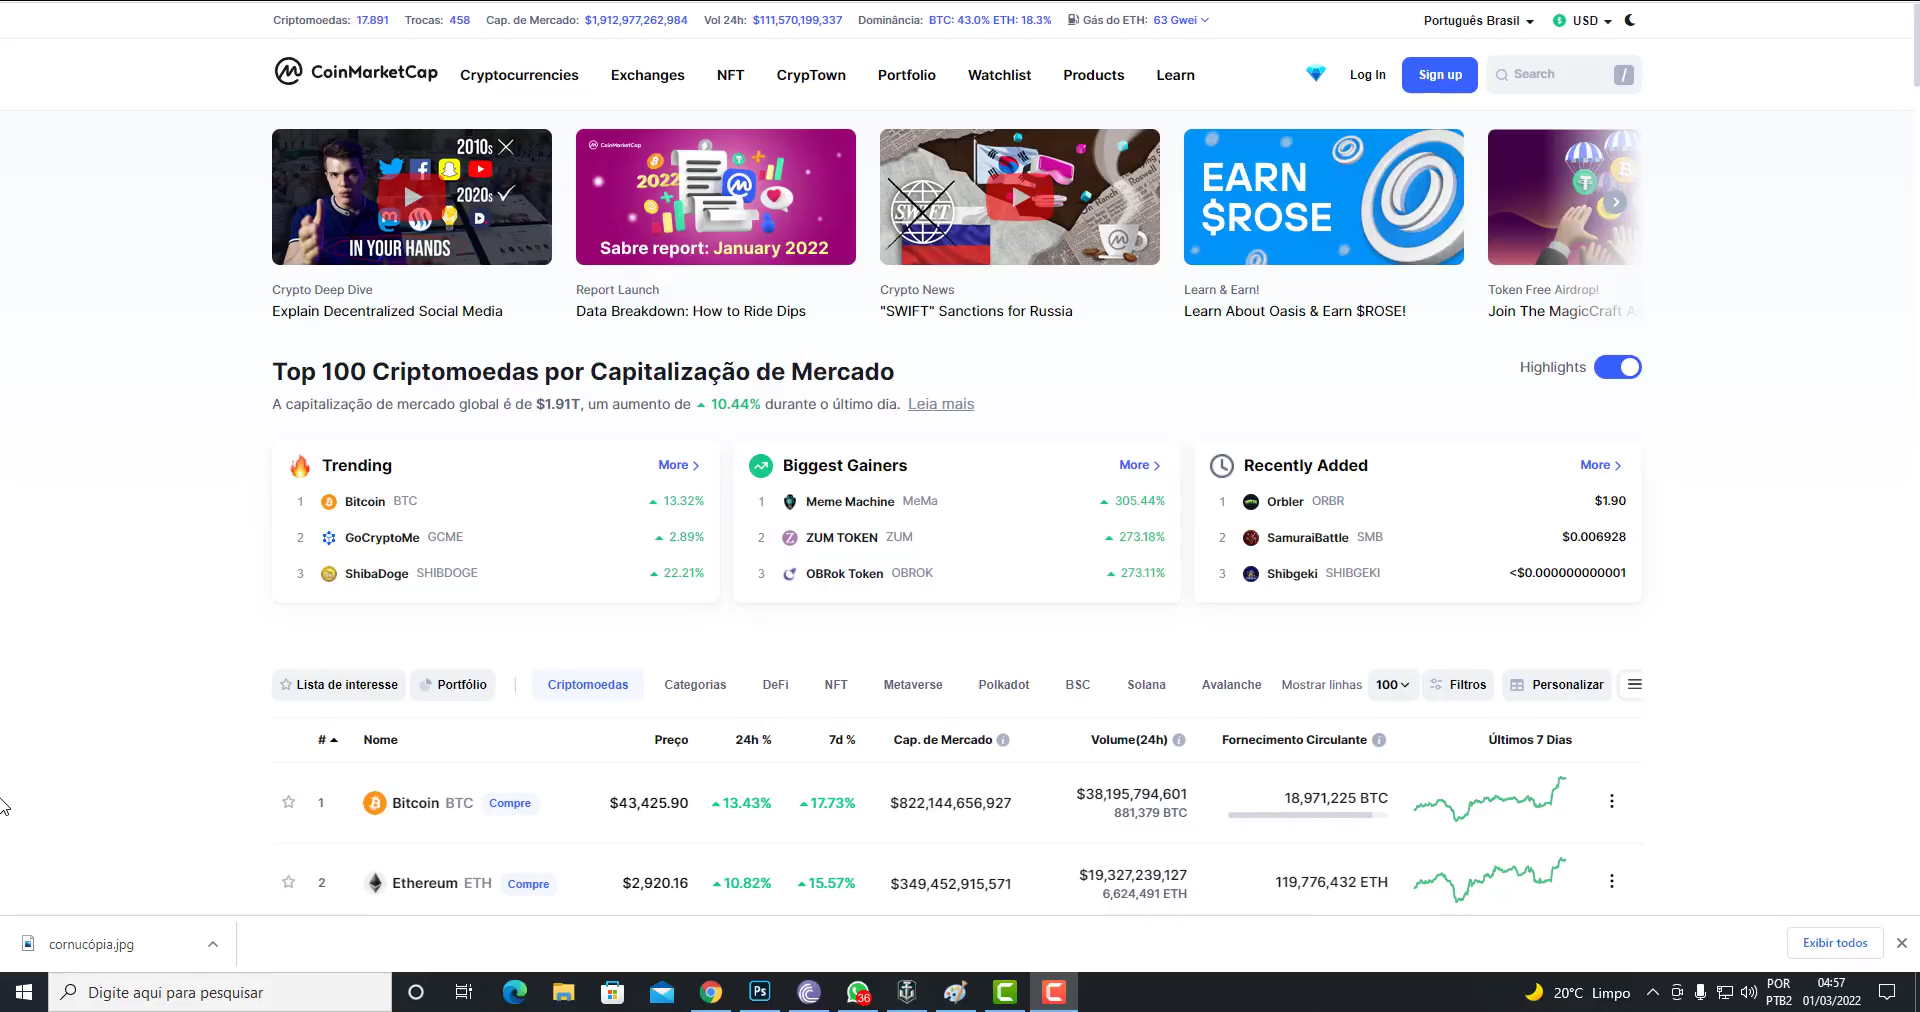 Criptomoedas: 17.891 Trocas: 458 Cap. de Mercado: $1,912,977,262,984 Vol 24h: $111,570,199,337 Dominância: BTC: 43.0% ETH: 18.3% Gás do ETH: 63 Gwei Português Brasil USD
CoinMarketCap Cryptocurrencies Exchanges NFT CrypTown Portfolio Watchlist Products Learn Log In Sign up Search /
2010s
2020s
IN YOUR HANDS
CoinMarketCap
2022
Sabre report: January 2022
SWIFT
EARN
$ROSE
Crypto Deep Dive
Explain Decentralized Social Media
Report Launch
Data Breakdown: How to Ride Dips
Crypto News
"SWIFT" Sanctions for Russia
Learn & Earn!
Learn About Oasis & Earn $ROSE!
Token Free Airdrop!
Join The MagicCraft A
Top 100 Criptomoedas por Capitalização de Mercado
Highlights
A capitalização de mercado global é de $1.91T, um aumento de 10.44% durante o último dia. Leia mais
Trending More
1 Bitcoin BTC 13.32%
2 GoCryptoMe GCME 2.89%
3 ShibaDoge SHIBDOGE 22.21%
Biggest Gainers More
1 Meme Machine MeMa 305.44%
2 ZUM TOKEN ZUM 273.18%
3 OBRok Token OBROK 273.11%
Recently Added More
1 Orbler ORBR $1.90
2 SamuraiBattle SMB $0.006928
3 Shibgeki SHIBGEKI <$0.000000000001
Lista de interesse Portfólio Criptomoedas Categorias DeFi NFT Metaverse Polkadot BSC Solana Avalanche Mostrar linhas 100 Filtros Personalizar
# Nome Preço 24h % 7d % Cap. de Mercado Volume(24h) Fornecimento Circulante Últimos 7 Dias
1 Bitcoin BTC Compre $43,425.90 13.43% 17.73% $822,144,656,927 $38,195,794,601 18,971,225 BTC
881,379 BTC
2 Ethereum ETH Compre $2,920.16 10.82% 15.57% $349,452,915,571 $19,327,239,127 119,776,432 ETH
6,624,491 ETH
cornucópia.jpg Exibir todos
Digite aqui para pesquisar Ps 36 20°C Limpo POR 04:57
PTB2 01/03/2022